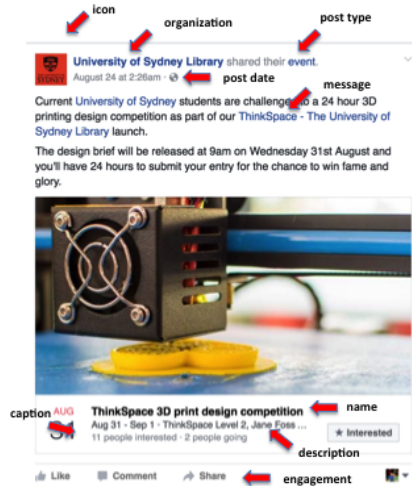 icon
organization
post type
University of Sydney Library shared their event.
SYDNEY
August 24 at 2:26am ·
post date
message
Current University of Sydney students are challenge to a 24 hour 3D
printing design competition as part of our ThinkSpace - The University of
Sydney Library launch.
The design brief will be released at 9am on Wednesday 31st August and
you'll have 24 hours to submit your entry for the chance to win fame and
glory.
caption
AUG
31
ThinkSpace 3D print design competition
name
Aug 31 - Sep 1 · ThinkSpace Level 2, Jane Foss ...
11 people interested · 2 people going
★ Interested
description
Like
Comment
Share
engagement